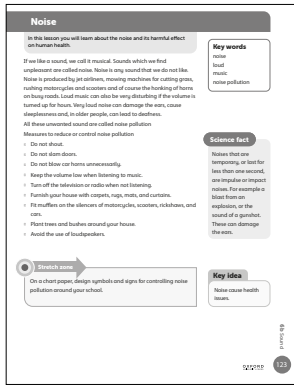 Noise
In this lesson you will learn about the noise and its harmful effect
on human health.
If we like a sound, we call it musical. Sounds which we find
unpleasant are called noise. Noise is any sound that we do not like.
Noise is produced by jet airlines, mowing machines for cutting grass,
rushing motorcycles and scooters and of course the honking of horns
on busy roads. Loud music can also be very disturbing if the volume is
turned up for hours. Very loud noise can damage the ears, cause
sleeplessness and, in older people, can lead to deafness.
All these unwanted sound are called noise pollution
Measures to reduce or control noise pollution
Do not shout.
Do not slam doors.
Do not blow car horns unnecessarily.
Keep the volume low when listening to music.
Turn off the television or radio when not listening.
Furnish your house with carpets, rugs, mats, and curtains.
Fit mufflers on the silencers of motorcycles, scooters, rickshaws, and
cars.
Plant trees and bushes around your house.
Avoid the use of loudspeakers.
Stretch zone
On a chart paper, design symbols and signs for controlling noise
pollution around your school.
Key words
noise
loud
music
noise pollution
Science fact
Noises that are
temporary, or last for
less than one second,
are impulse or impact
noises. For example a
blast from an
explosion, or the
sound of a gunshot.
These can damage
the ears.
Key idea
Noise cause health
issues.
Sound
OXFORD
123